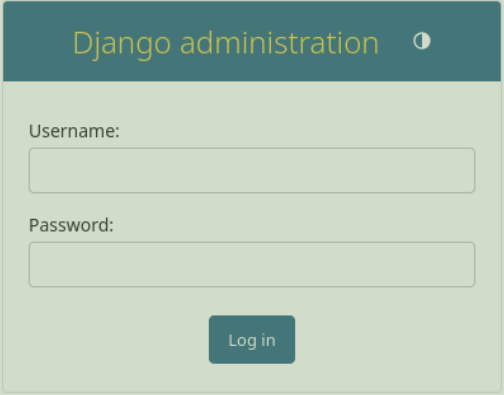 Django administration
Username:
Password:
Log in